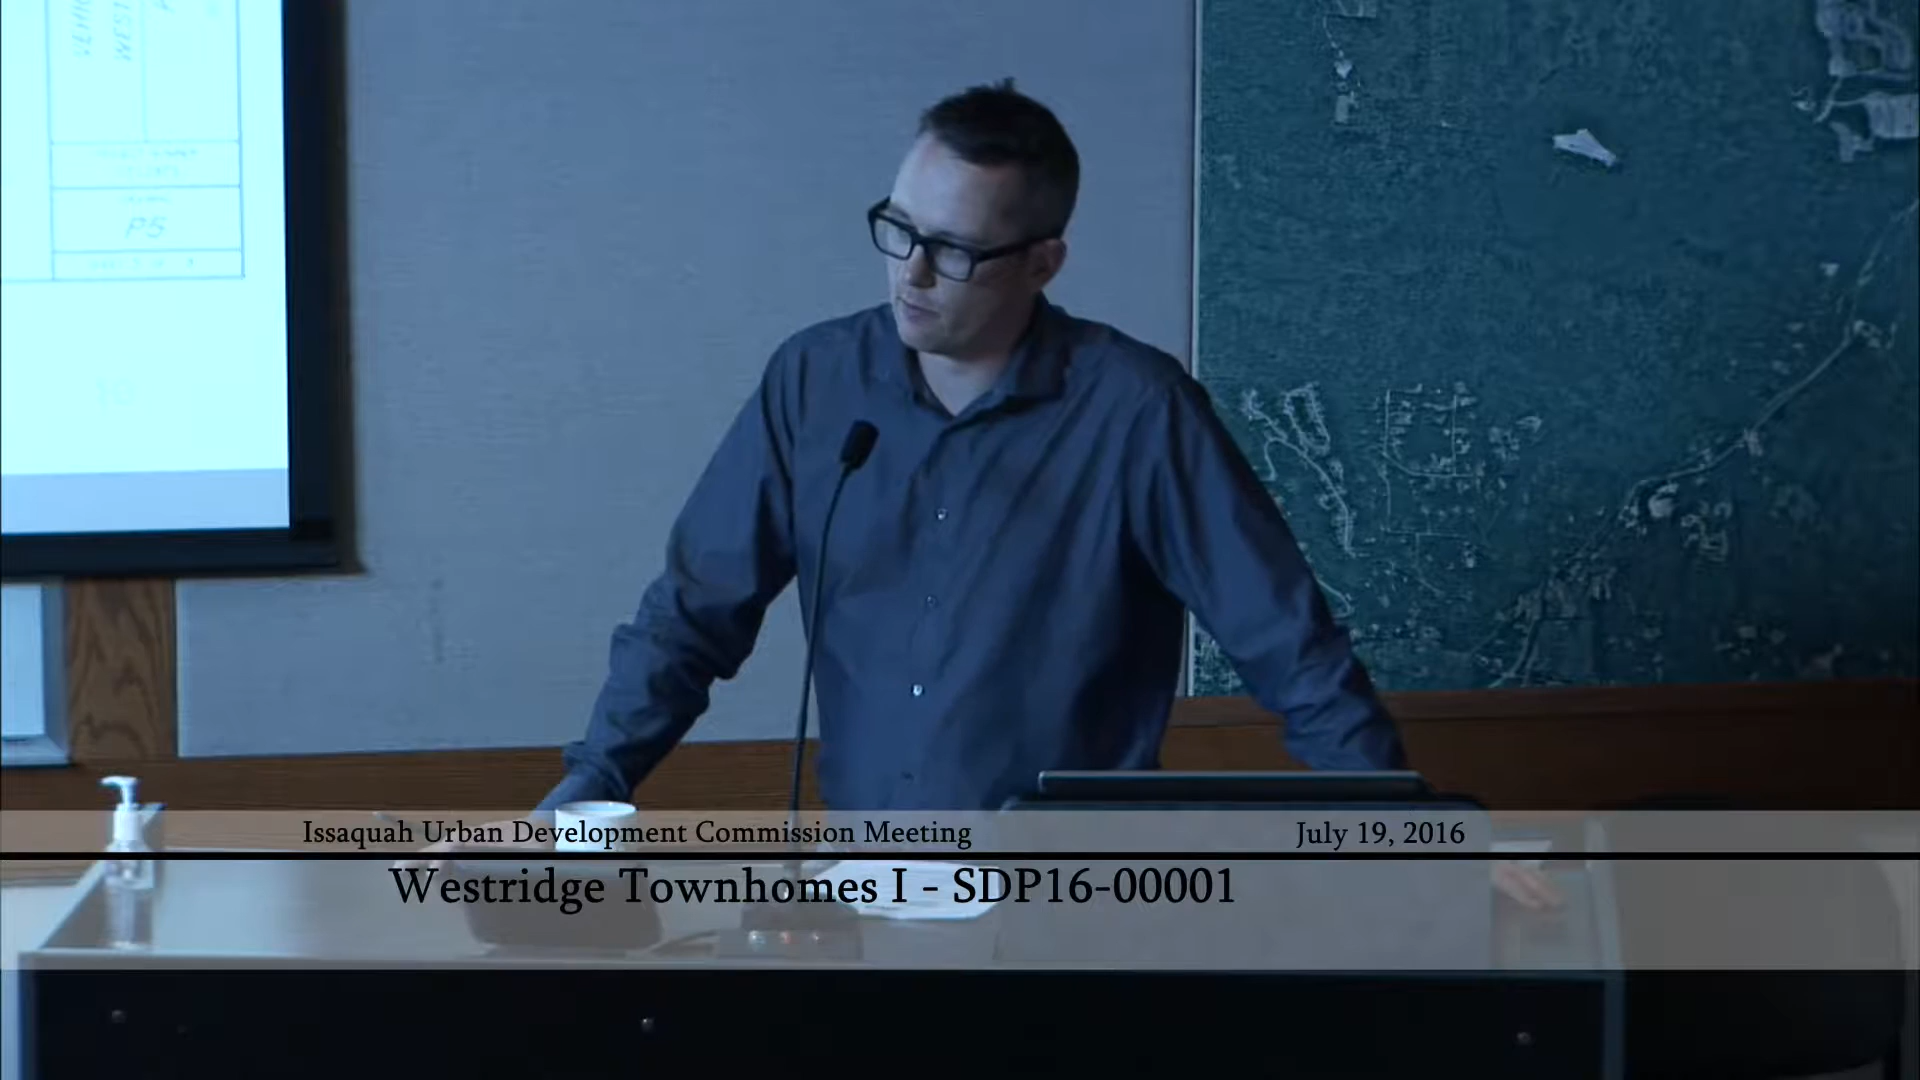 P5
Issaquah Urban Development Commission Meeting
July 19, 2016
Westridge Townhomes I - SDP16-00001